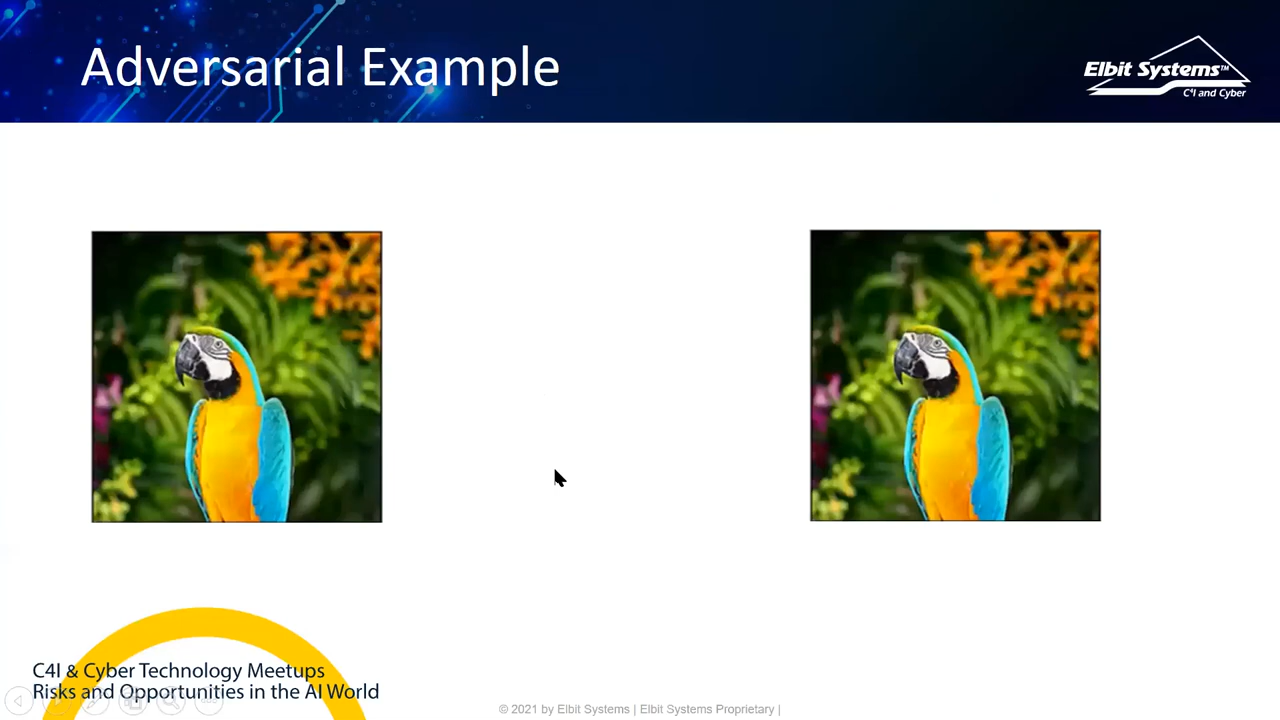 Adversarial Example
Elbit Systems™
C⁴I and Cyber
C4I & Cyber Technology Meetups
Risks and Opportunities in the AI World
© 2021 by Elbit Systems | Elbit Systems Proprietary |